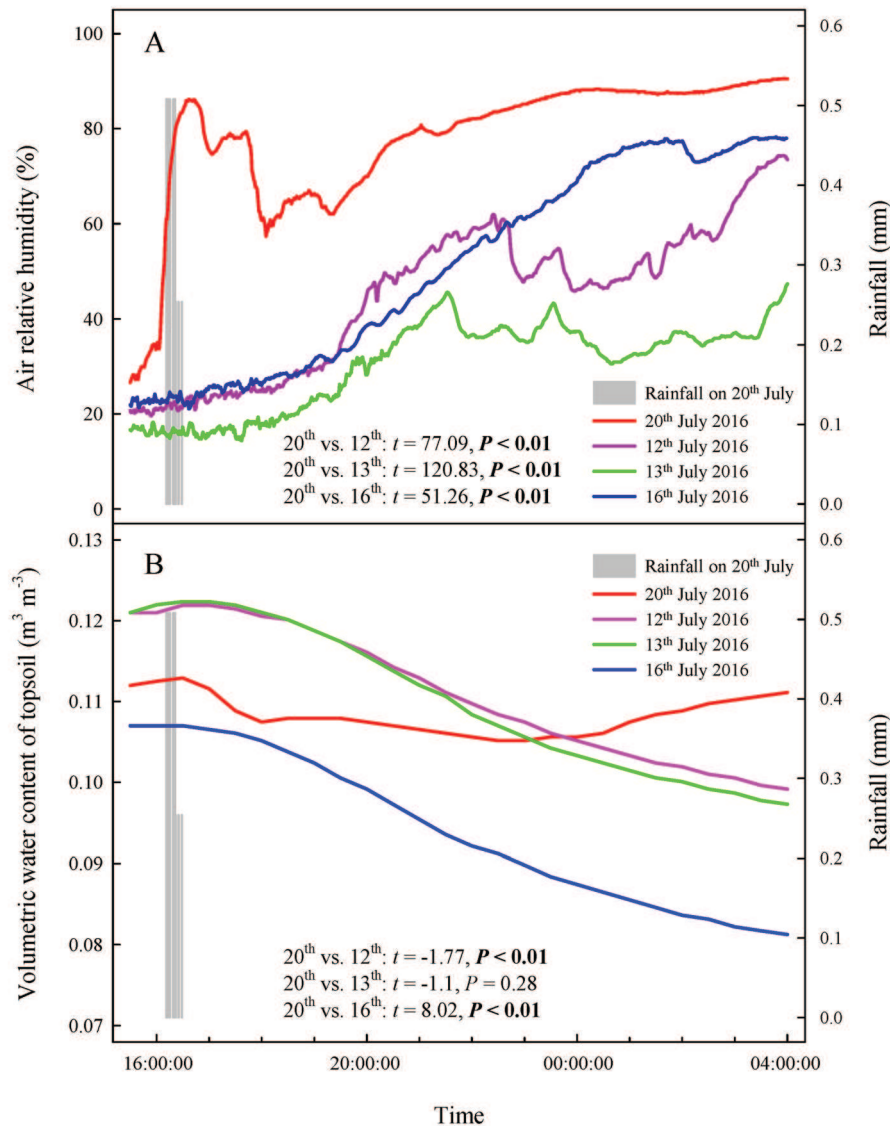 A
100
80
60
40
20
0
Air relative humidity (%)
0.6
0.5
0.4
0.3
0.2
0.1
0.0
Rainfall (mm)
Rainfall on 20th July
20th July 2016
12th July 2016
13th July 2016
16th July 2016
20th vs. 12th: t = 77.09, P < 0.01
20th vs. 13th: t = 120.83, P < 0.01
20th vs. 16th: t = 51.26, P < 0.01
B
0.13
0.12
0.11
0.10
0.09
0.08
0.07
Volumetric water content of topsoil (m3 m-3)
0.6
0.5
0.4
0.3
0.2
0.1
0.0
Rainfall (mm)
Rainfall on 20th July
20th July 2016
12th July 2016
13th July 2016
16th July 2016
20th vs. 12th: t = -1.77, P < 0.01
20th vs. 13th: t = -1.1, P = 0.28
20th vs. 16th: t = 8.02, P < 0.01
16:00:00 20:00:00 00:00:00 04:00:00
Time